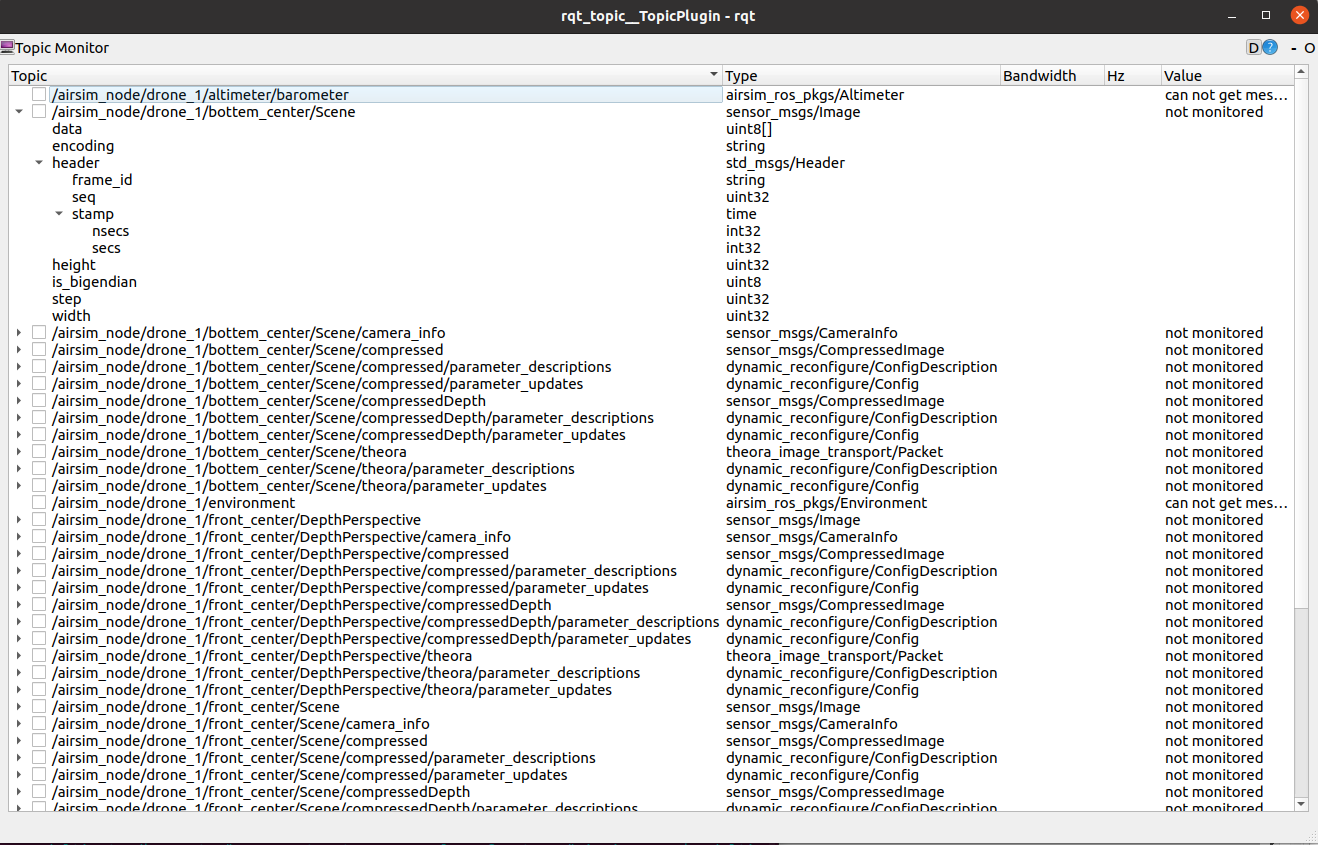 rqt_topic__TopicPlugin - rqt
Topic Monitor D ? - O
Topic Type Bandwidth Hz Value
/airsim_node/drone_1/altimeter/barometer airsim_ros_pkgs/Altimeter can not get mes...
/airsim_node/drone_1/bottem_center/Scene sensor_msgs/Image not monitored
data uint8[]
encoding string
header std_msgs/Header
frame_id string
seq uint32
stamp time
nsecs int32
secs int32
height uint32
is_bigendian uint8
step uint32
width uint32
/airsim_node/drone_1/bottem_center/Scene/camera_info sensor_msgs/CameraInfo not monitored
/airsim_node/drone_1/bottem_center/Scene/compressed sensor_msgs/CompressedImage not monitored
/airsim_node/drone_1/bottem_center/Scene/compressed/parameter_descriptions dynamic_reconfigure/ConfigDescription not monitored
/airsim_node/drone_1/bottem_center/Scene/compressed/parameter_updates dynamic_reconfigure/Config not monitored
/airsim_node/drone_1/bottem_center/Scene/compressedDepth sensor_msgs/CompressedImage not monitored
/airsim_node/drone_1/bottem_center/Scene/compressedDepth/parameter_descriptions dynamic_reconfigure/ConfigDescription not monitored
/airsim_node/drone_1/bottem_center/Scene/compressedDepth/parameter_updates dynamic_reconfigure/Config not monitored
/airsim_node/drone_1/bottem_center/Scene/theora theora_image_transport/Packet not monitored
/airsim_node/drone_1/bottem_center/Scene/theora/parameter_descriptions dynamic_reconfigure/ConfigDescription not monitored
/airsim_node/drone_1/bottem_center/Scene/theora/parameter_updates dynamic_reconfigure/Config not monitored
/airsim_node/drone_1/environment airsim_ros_pkgs/Environment can not get mes...
/airsim_node/drone_1/front_center/DepthPerspective sensor_msgs/Image not monitored
/airsim_node/drone_1/front_center/DepthPerspective/camera_info sensor_msgs/CameraInfo not monitored
/airsim_node/drone_1/front_center/DepthPerspective/compressed sensor_msgs/CompressedImage not monitored
/airsim_node/drone_1/front_center/DepthPerspective/compressed/parameter_descriptions dynamic_reconfigure/ConfigDescription not monitored
/airsim_node/drone_1/front_center/DepthPerspective/compressed/parameter_updates dynamic_reconfigure/Config not monitored
/airsim_node/drone_1/front_center/DepthPerspective/compressedDepth sensor_msgs/CompressedImage not monitored
/airsim_node/drone_1/front_center/DepthPerspective/compressedDepth/parameter_descriptions dynamic_reconfigure/ConfigDescription not monitored
/airsim_node/drone_1/front_center/DepthPerspective/compressedDepth/parameter_updates dynamic_reconfigure/Config not monitored
/airsim_node/drone_1/front_center/DepthPerspective/theora theora_image_transport/Packet not monitored
/airsim_node/drone_1/front_center/DepthPerspective/theora/parameter_descriptions dynamic_reconfigure/ConfigDescription not monitored
/airsim_node/drone_1/front_center/DepthPerspective/theora/parameter_updates dynamic_reconfigure/Config not monitored
/airsim_node/drone_1/front_center/Scene sensor_msgs/Image not monitored
/airsim_node/drone_1/front_center/Scene/camera_info sensor_msgs/CameraInfo not monitored
/airsim_node/drone_1/front_center/Scene/compressed sensor_msgs/CompressedImage not monitored
/airsim_node/drone_1/front_center/Scene/compressed/parameter_descriptions dynamic_reconfigure/ConfigDescription not monitored
/airsim_node/drone_1/front_center/Scene/compressed/parameter_updates dynamic_reconfigure/Config not monitored
/airsim_node/drone_1/front_center/Scene/compressedDepth sensor_msgs/CompressedImage not monitored
/airsim_node/drone_1/front_center/Scene/compressedDepth/parameter_descriptions dynamic_reconfigure/ConfigDescription not monitored